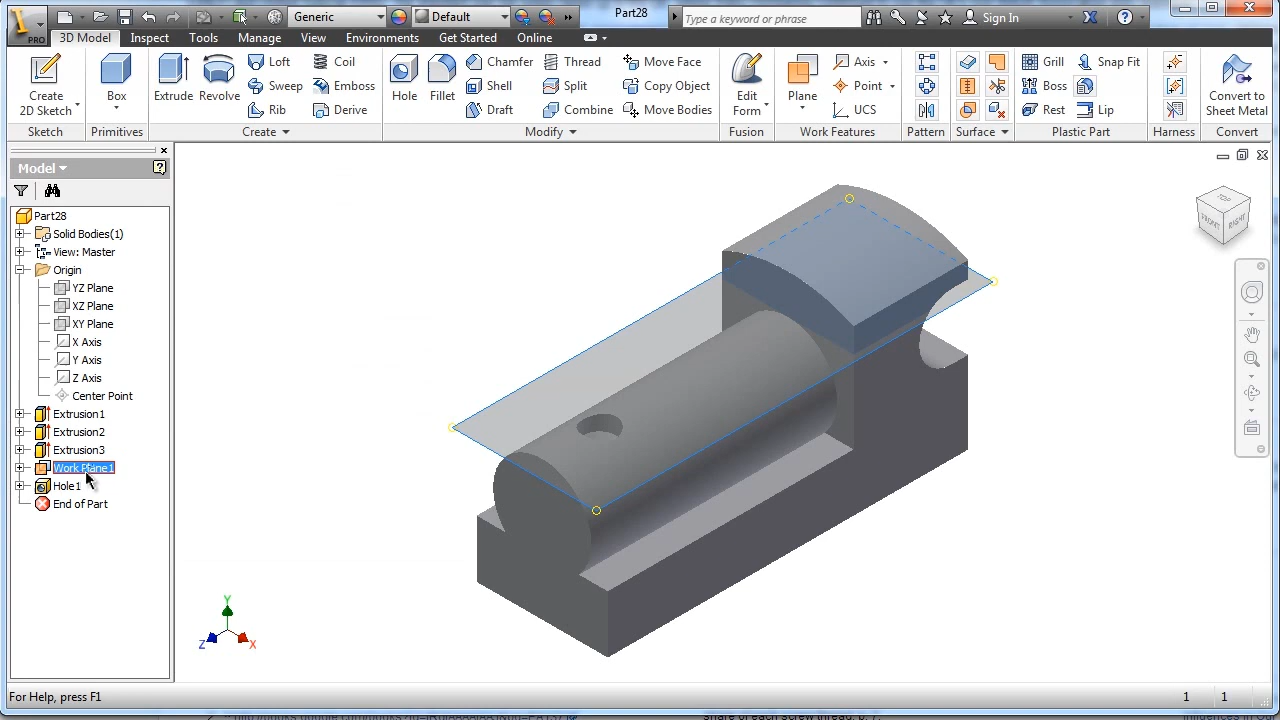 PRO
Generic
Default
Part28
Type a keyword or phrase
Sign In
3D Model
Inspect
Tools
Manage
View
Environments
Get Started
Online
Create
2D Sketch
Sketch
Box
Primitives
Extrude
Revolve
Loft
Sweep
Rib
Coil
Emboss
Derive
Create
Hole
Fillet
Chamfer
Shell
Draft
Thread
Split
Combine
Move Face
Copy Object
Move Bodies
Modify
Edit
Form
Fusion
Plane
Axis
Point
UCS
Work Features
Pattern
Surface
Grill
Boss
Rest
Snap Fit
Lip
Plastic Part
Harness
Convert to
Sheet Metal
Convert
Model
Part28
Solid Bodies(1)
View: Master
Origin
YZ Plane
XZ Plane
XY Plane
X Axis
Y Axis
Z Axis
Center Point
Extrusion1
Extrusion2
Extrusion3
Work Plane1
Hole1
End of Part
TOP
FRONT
RIGHT
Y
Z
X
For Help, press F1
1
1